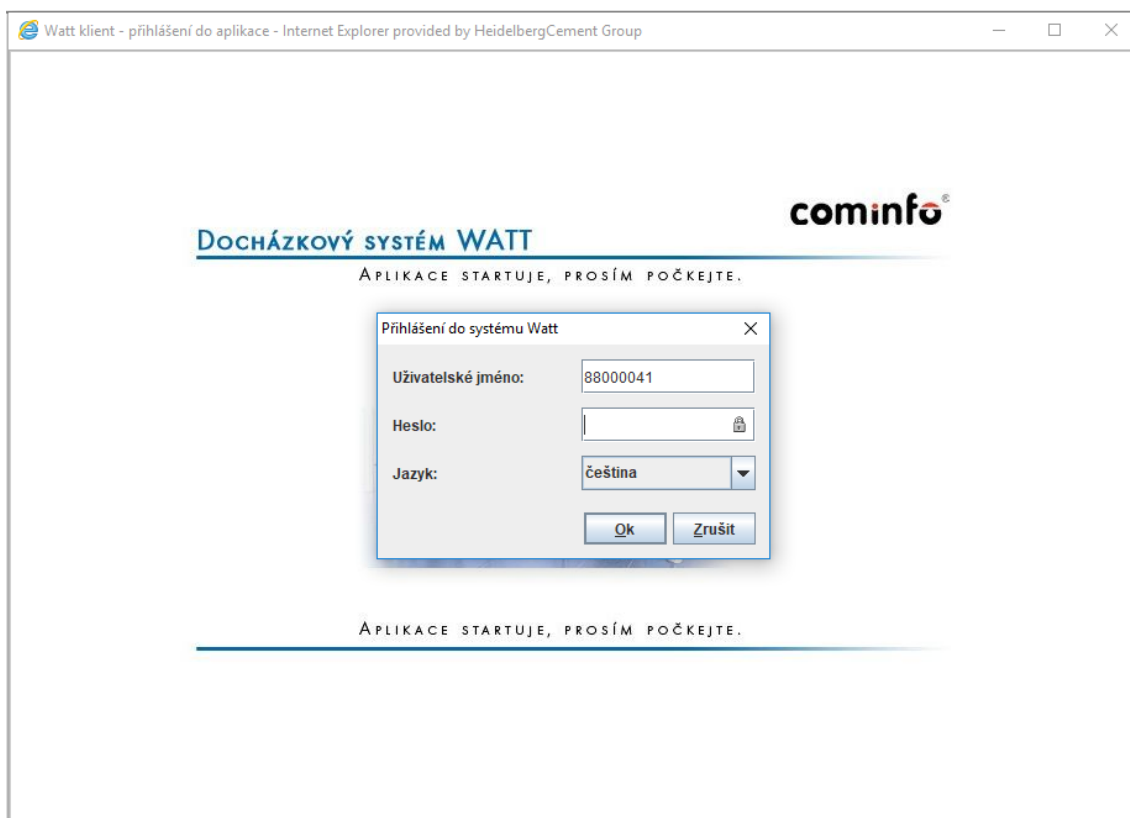 Watt klient - přihlášení do aplikace - Internet Explorer provided by HeidelbergCement Group
cominfo®
DOCHÁZKOVÝ SYSTÉM WATT
APLIKACE STARTUJE, PROSÍM POČKEJTE.
Přihlášení do systému Watt
Uživatelské jméno: 88000041
Heslo:
Jazyk: čeština
Ok Zrušit
APLIKACE STARTUJE, PROSÍM POČKEJTE.